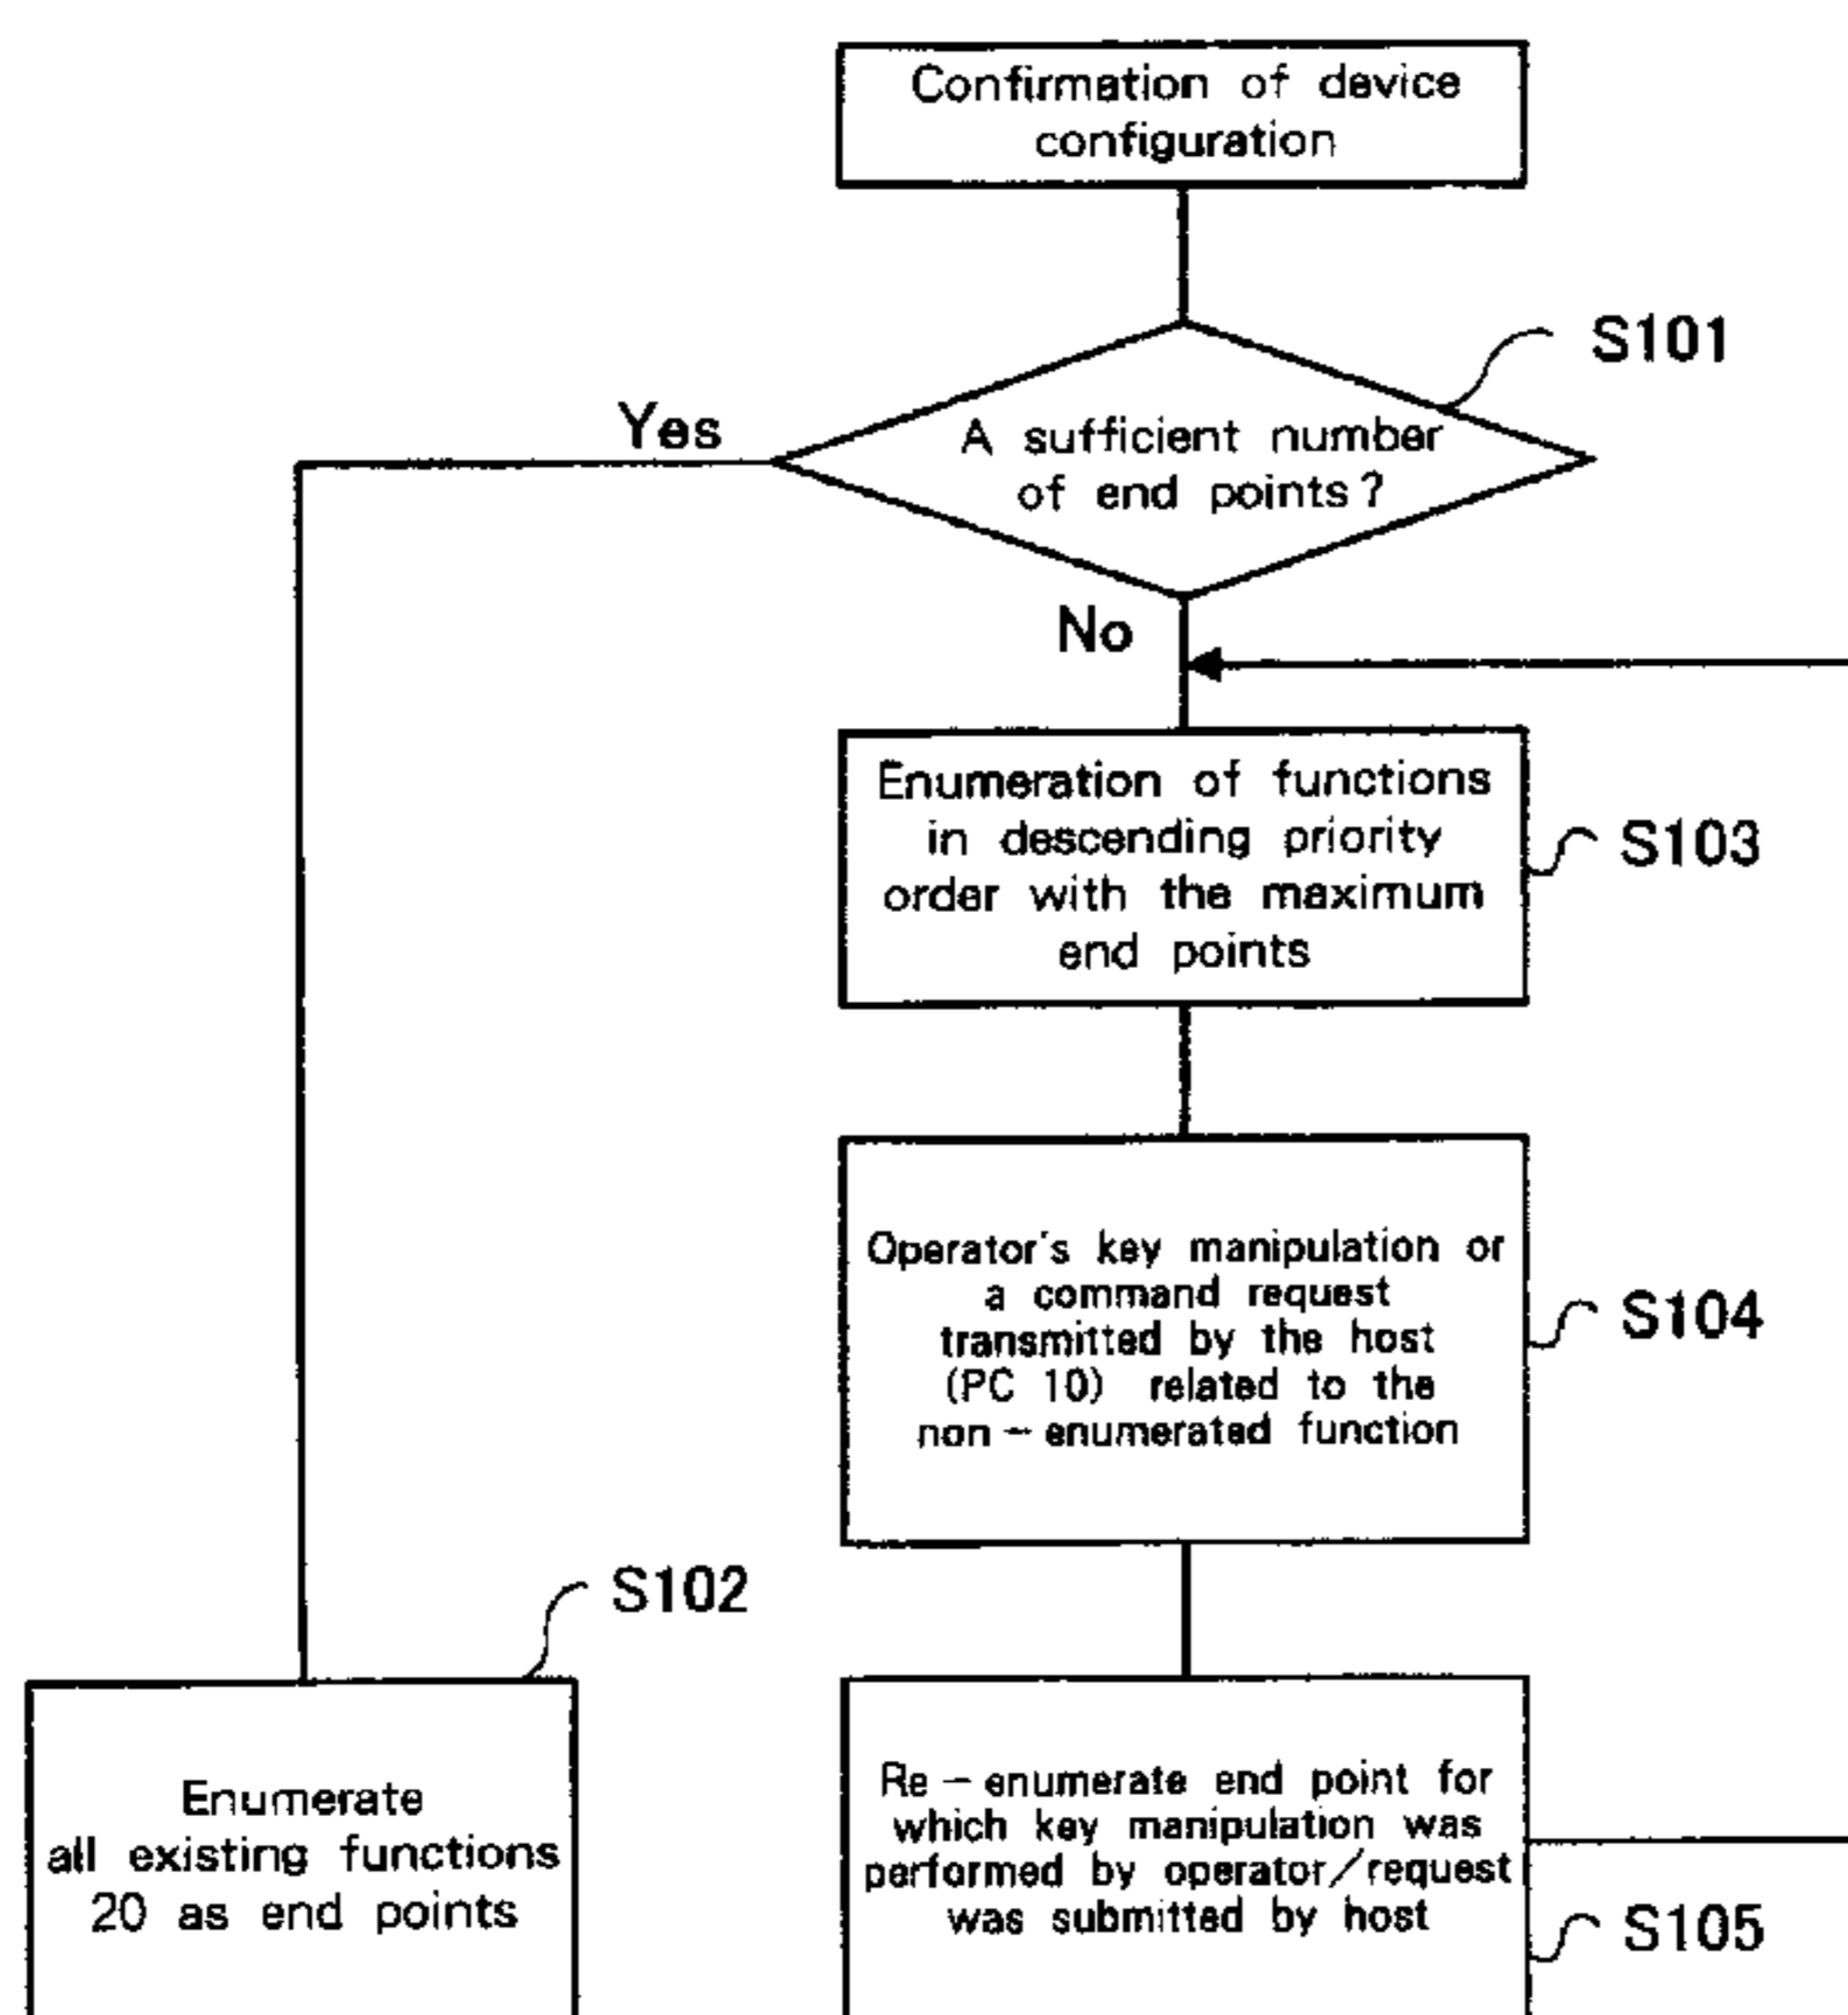 Confirmation of device
configuration
S101
Yes
A sufficient number
of end points?
No
Enumeration of functions
in descending priority
order with the maximum
end points
S103
Operator's key manipulation or
a command request
transmitted by the host
(PC 10) related to the
non-enumerated function
S104
S102
Enumerate
all existing functions
20 as end points
Re-enumerate end point for
which key manipulation was
performed by operator/request
was submitted by host
S105